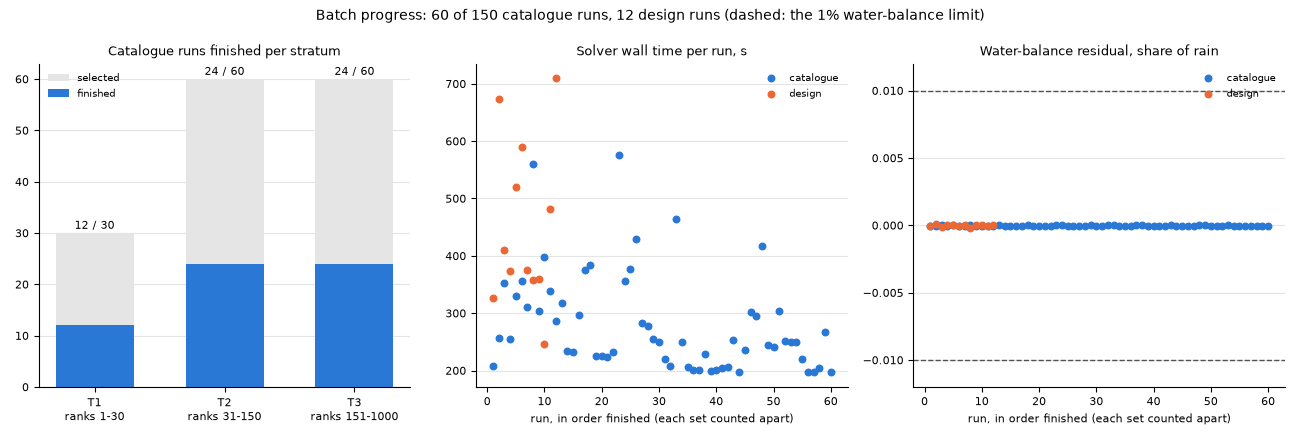 Batch progress: 60 of 150 catalogue runs, 12 design runs (dashed: the 1% water-balance limit)
Catalogue runs finished per stratum
selected
finished
12 / 30
24 / 60
24 / 60
60
50
40
30
20
10
0
T1
ranks 1-30
T2
ranks 31-150
T3
ranks 151-1000
Solver wall time per run, s
catalogue
design
700
600
500
400
300
200
0
10
20
30
40
50
60
run, in order finished (each set counted apart)
Water-balance residual, share of rain
catalogue
design
0.010
0.005
0.000
−0.005
−0.010
0
10
20
30
40
50
60
run, in order finished (each set counted apart)